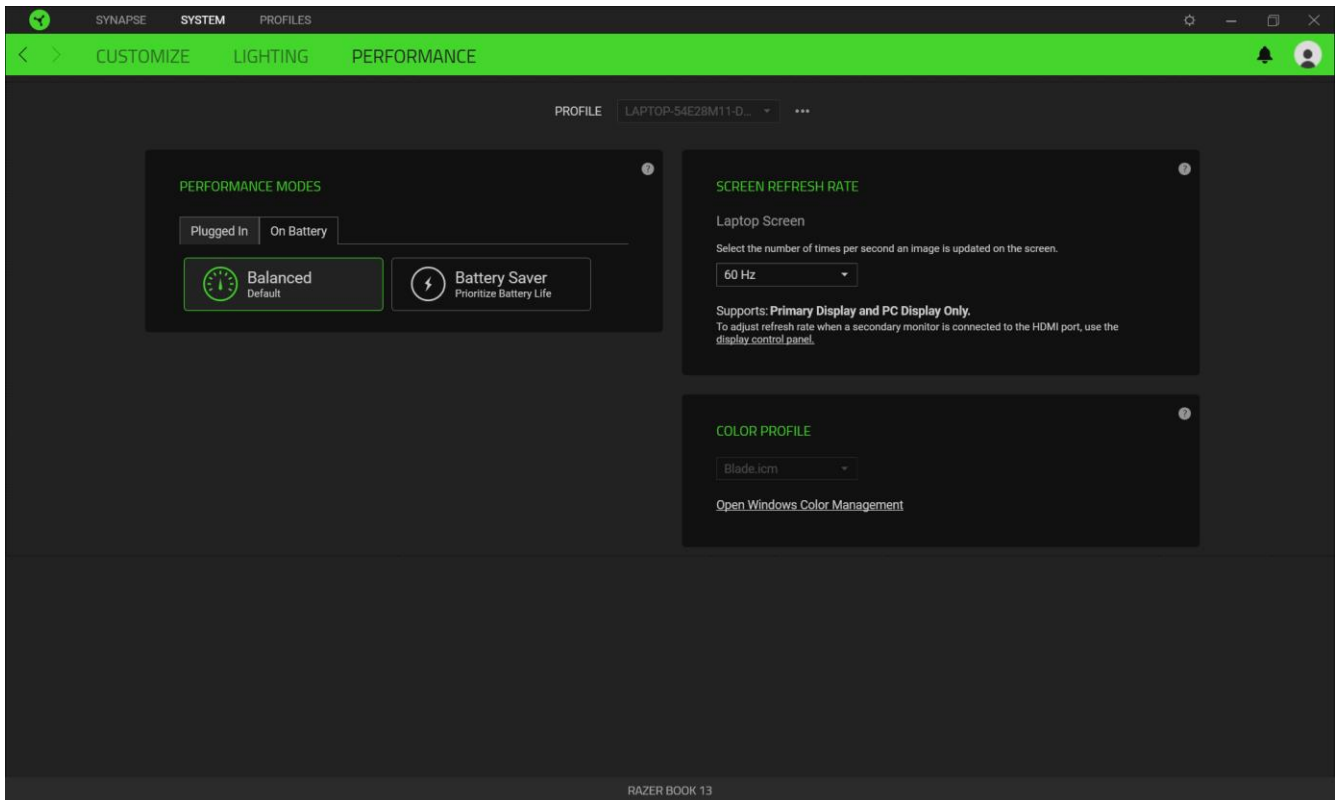 SYNAPSE SYSTEM PROFILES
CUSTOMIZE LIGHTING PERFORMANCE
PROFILE LAPTOP-54E28M11-D...
PERFORMANCE MODES
Plugged In On Battery
Balanced
Default
Battery Saver
Prioritize Battery Life
SCREEN REFRESH RATE
Laptop Screen
Select the number of times per second an image is updated on the screen.
60 Hz
Supports: Primary Display and PC Display Only.
To adjust refresh rate when a secondary monitor is connected to the HDMI port, use the
display control panel.
COLOR PROFILE
Blade.icm
Open Windows Color Management
RAZER BOOK 13